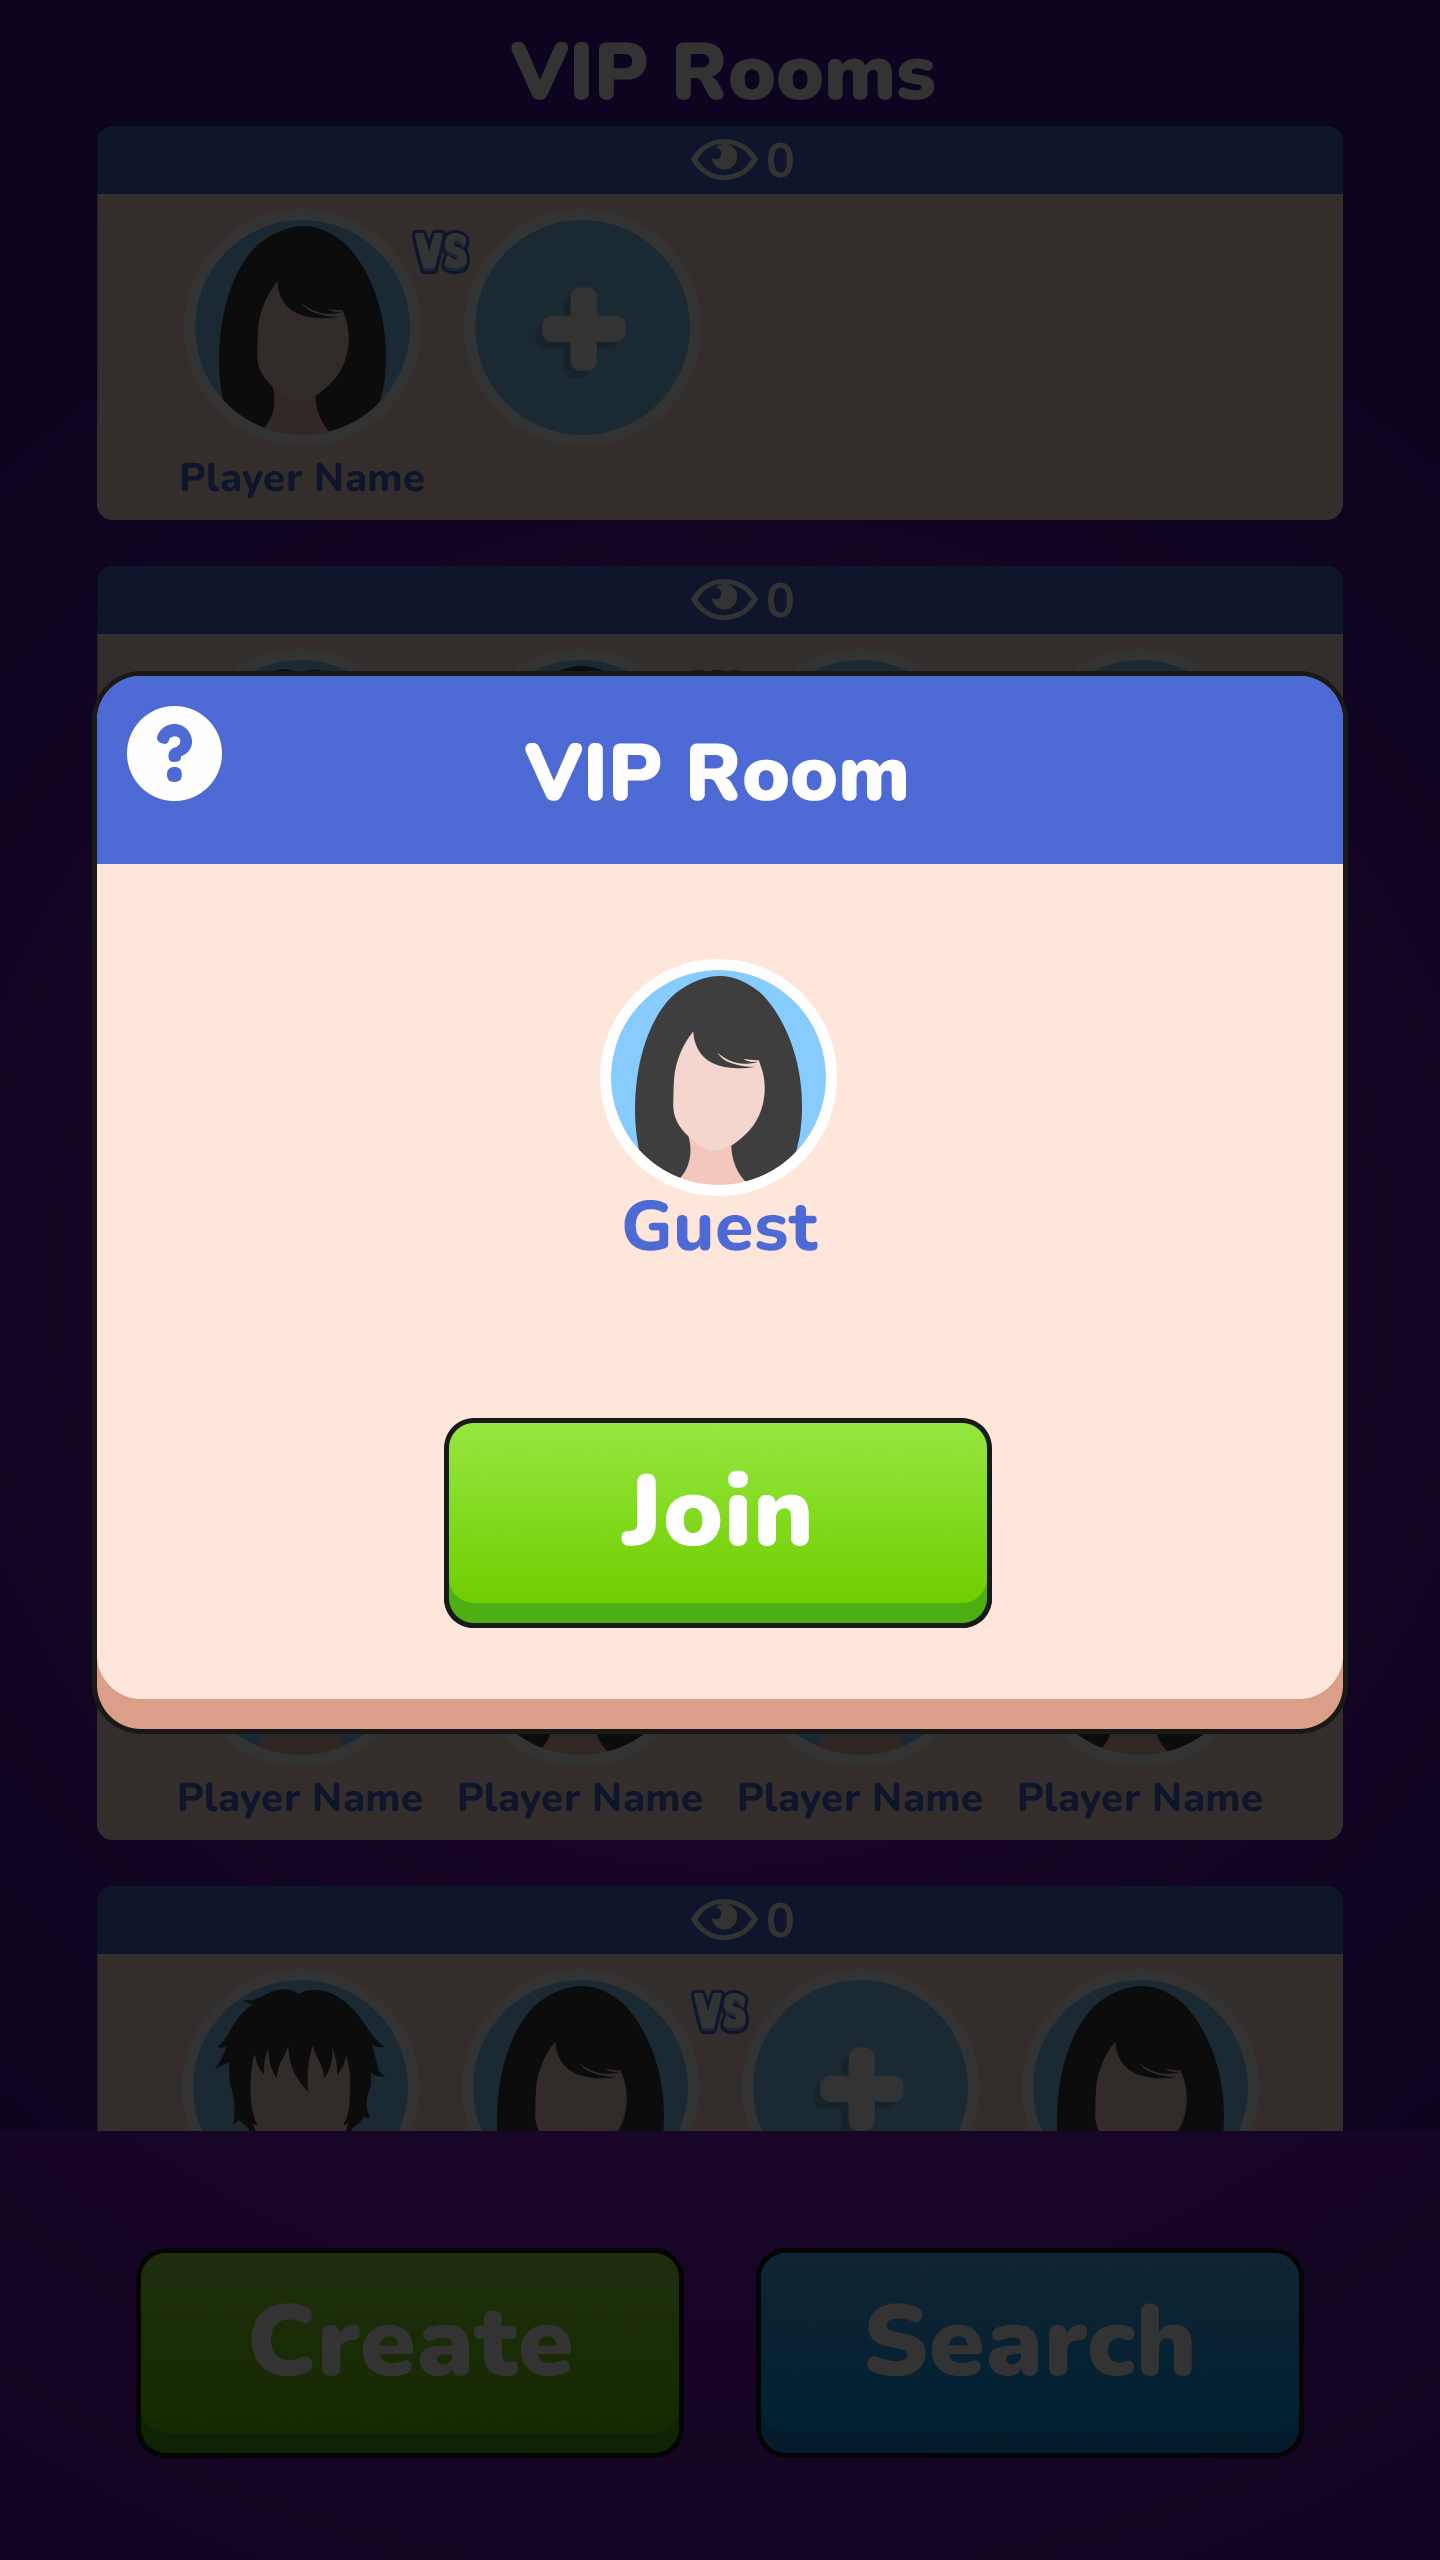 VIP Rooms
0
VS
Player Name
0
?
VIP Room
Guest
Join
Player Name Player Name Player Name Player Name
0
VS
Create Search